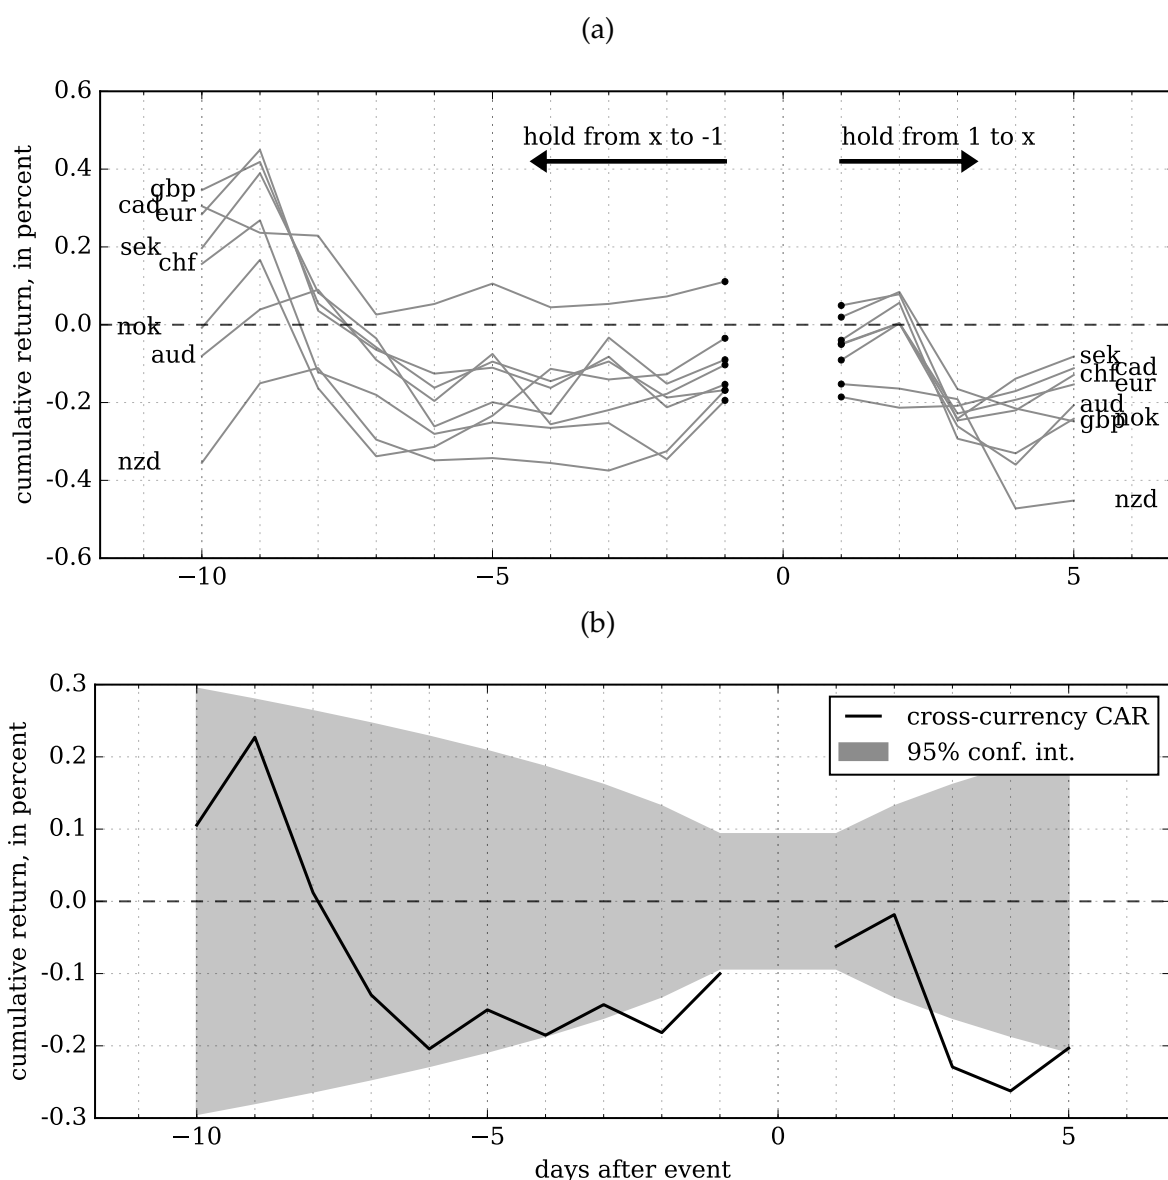 (a)
cumulative return, in percent
0.6
0.4
0.2
0.0
-0.2
-0.4
-0.6
hold from x to -1
hold from 1 to x
gbp
cad
eur
sek
chf
nok
aud
nzd
sek
cad
chf
eur
aud
nok
gbp
nzd
−10
−5
0
5
(b)
cumulative return, in percent
0.3
0.2
0.1
0.0
-0.1
-0.2
-0.3
cross-currency CAR
95% conf. int.
−10
−5
0
5
days after event